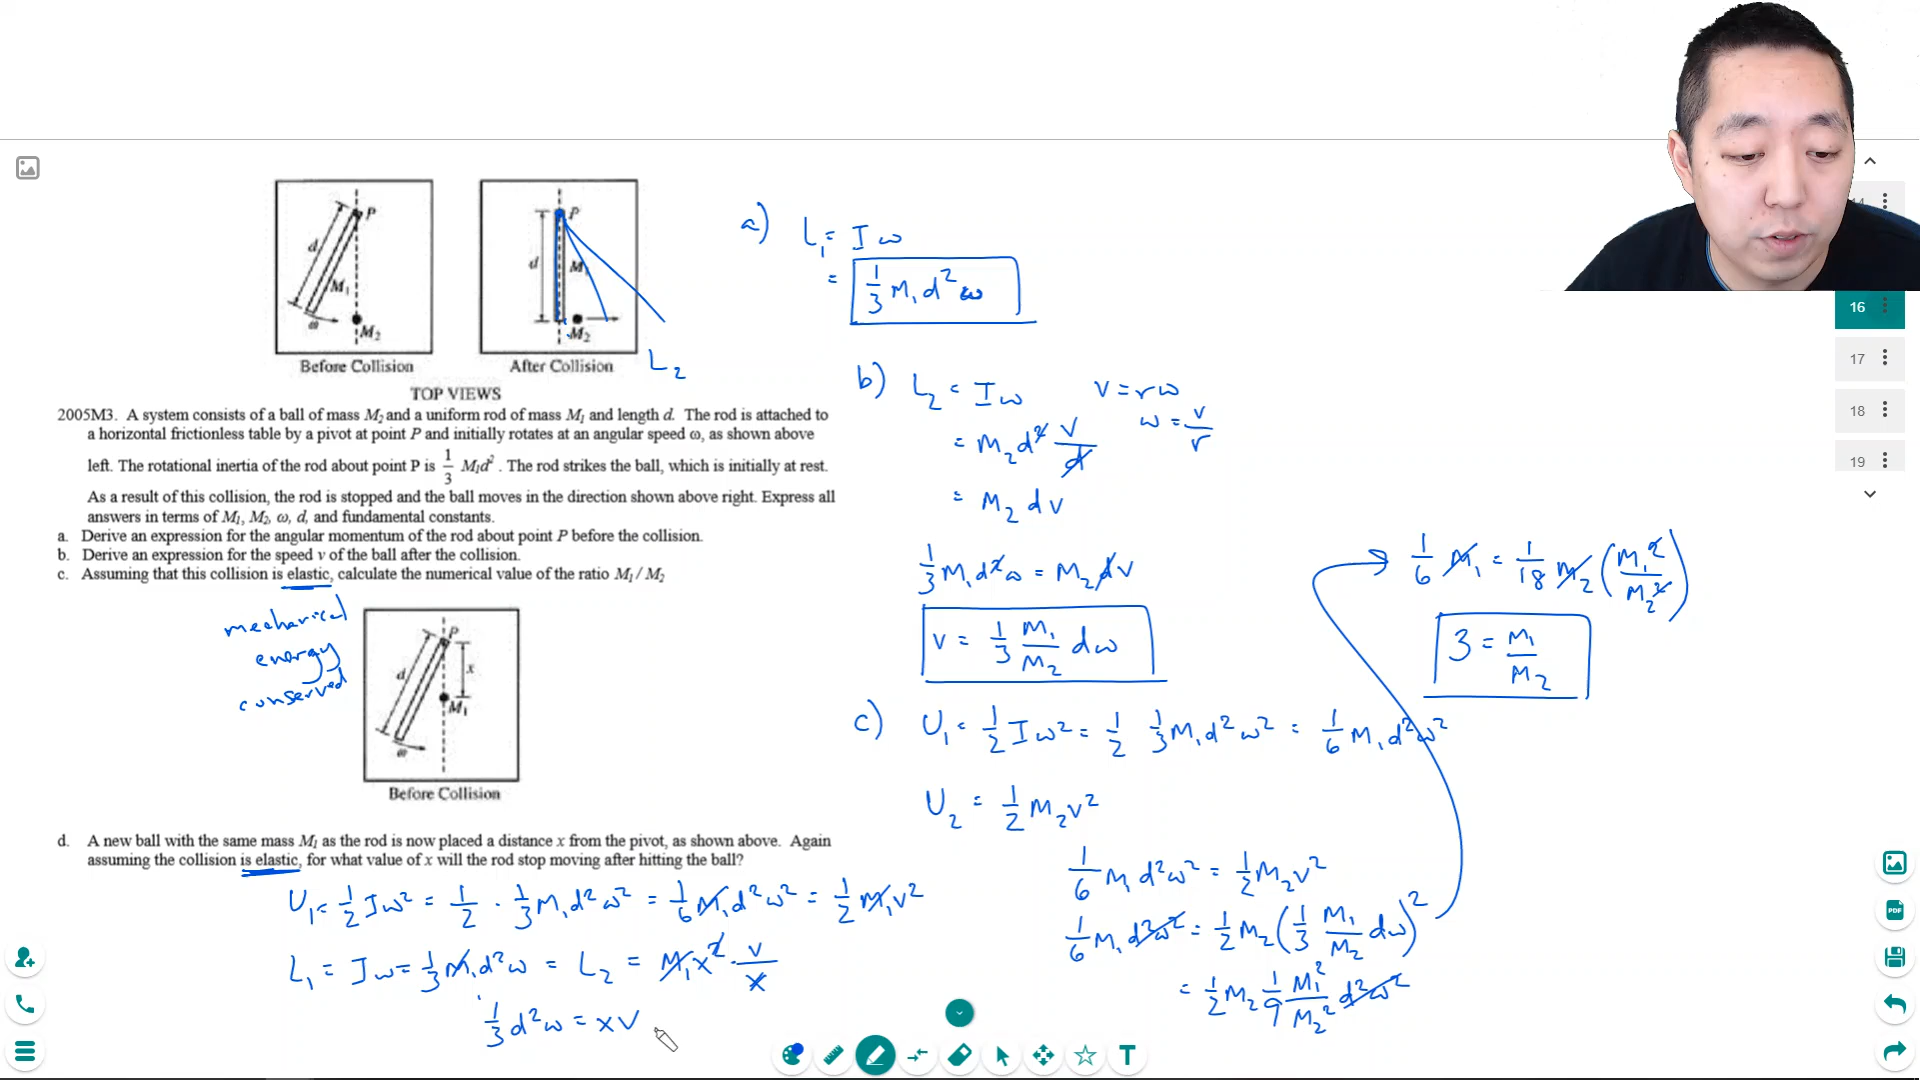 P
d
M₁
ω
M₂
Before Collision
P
d
M
M₂
After Collision
L₂
TOP VIEWS
2005M3. A system consists of a ball of mass M₂ and a uniform rod of mass M₁ and length d. The rod is attached to
a horizontal frictionless table by a pivot at point P and initially rotates at an angular speed ω, as shown above
left. The rotational inertia of the rod about point P is 1/3 M₁d². The rod strikes the ball, which is initially at rest.
As a result of this collision, the rod is stopped and the ball moves in the direction shown above right. Express all
answers in terms of M₁, M₂, ω, d, and fundamental constants.
a. Derive an expression for the angular momentum of the rod about point P before the collision.
b. Derive an expression for the speed v of the ball after the collision.
c. Assuming that this collision is elastic, calculate the numerical value of the ratio M₁ / M₂
mechanical
energy
conserved
P
d
x
M₁
ω
Before Collision
d. A new ball with the same mass M₁ as the rod is now placed a distance x from the pivot, as shown above. Again
assuming the collision is elastic, for what value of x will the rod stop moving after hitting the ball?
U₁ = 1/2 Iω² = 1/2 · 1/3 M₁d²ω² = 1/6 M₁d²ω² = 1/2 M₁v²
L₁ = Iω = 1/3 M₁d²ω = L₂ = M₁x² · v/x
1/3 d²ω = xv
a) L₁ = Iω
= 1/3 M₁d²ω
b) L₂ = Iω v = rω
= M₂d² v/d ω = v/r
= M₂dv
1/3 M₁d²ω = M₂dv
v = 1/3 M₁/M₂ dω
c) U₁ = 1/2 Iω² = 1/2 1/3 M₁d²ω² = 1/6 M₁d²ω²
U₂ = 1/2 M₂v²
1/6 M₁d²ω² = 1/2 M₂v²
1/6 M₁d²ω² = 1/2 M₂(1/3 M₁/M₂ dω)²
= 1/2 M₂ 1/9 M₁²/M₂² d²ω²
1/6 M₁ = 1/18 M₂(M₁²/M₂²)
3 = M₁/M₂
16
17
18
19
PDF
T